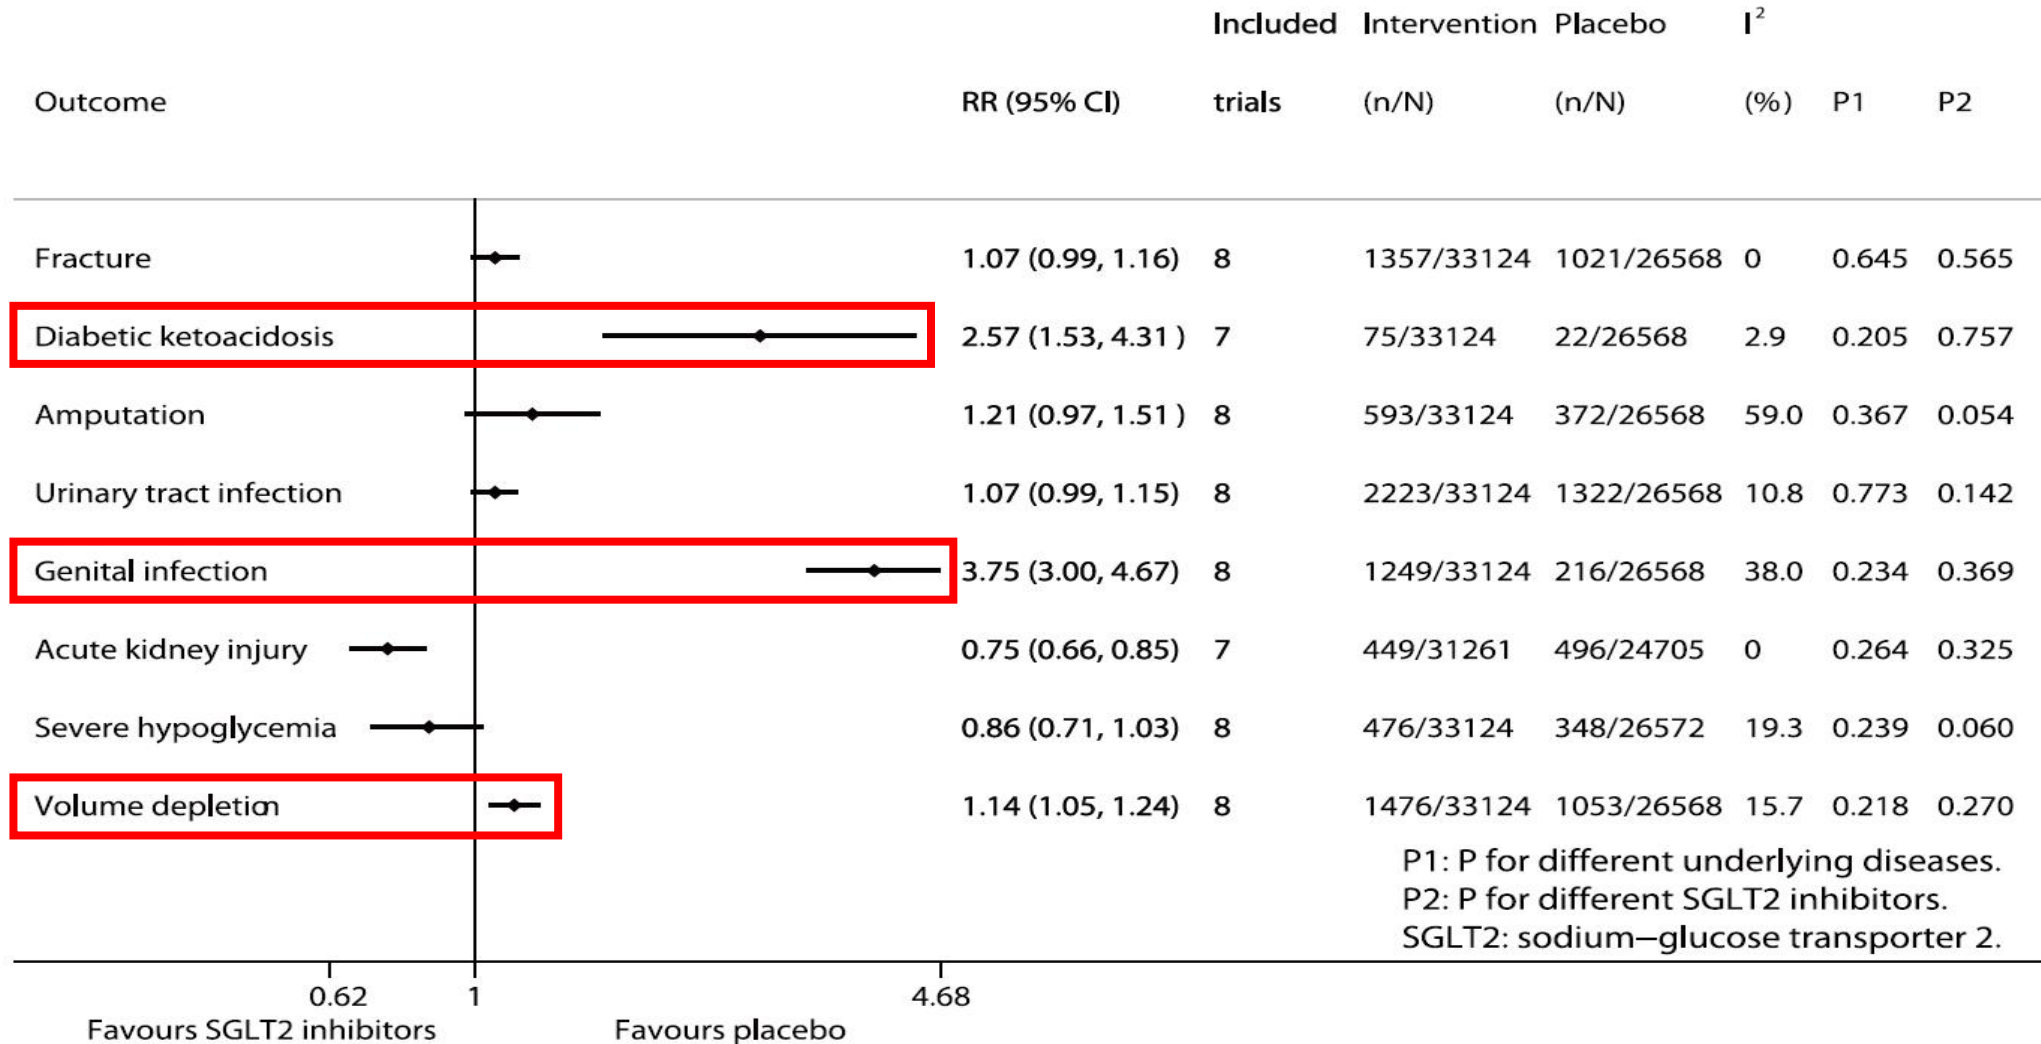 Included Intervention Placebo I²
Outcome RR (95% CI) trials (n/N) (n/N) (%) P1 P2
Fracture 1.07 (0.99, 1.16) 8 1357/33124 1021/26568 0 0.645 0.565
Diabetic ketoacidosis 2.57 (1.53, 4.31 ) 7 75/33124 22/26568 2.9 0.205 0.757
Amputation 1.21 (0.97, 1.51 ) 8 593/33124 372/26568 59.0 0.367 0.054
Urinary tract infection 1.07 (0.99, 1.15) 8 2223/33124 1322/26568 10.8 0.773 0.142
Genital infection 3.75 (3.00, 4.67) 8 1249/33124 216/26568 38.0 0.234 0.369
Acute kidney injury 0.75 (0.66, 0.85) 7 449/31261 496/24705 0 0.264 0.325
Severe hypoglycemia 0.86 (0.71, 1.03) 8 476/33124 348/26572 19.3 0.239 0.060
Volume depletion 1.14 (1.05, 1.24) 8 1476/33124 1053/26568 15.7 0.218 0.270
P1: P for different underlying diseases.
P2: P for different SGLT2 inhibitors.
SGLT2: sodium–glucose transporter 2.
0.62 1 4.68
Favours SGLT2 inhibitors Favours placebo